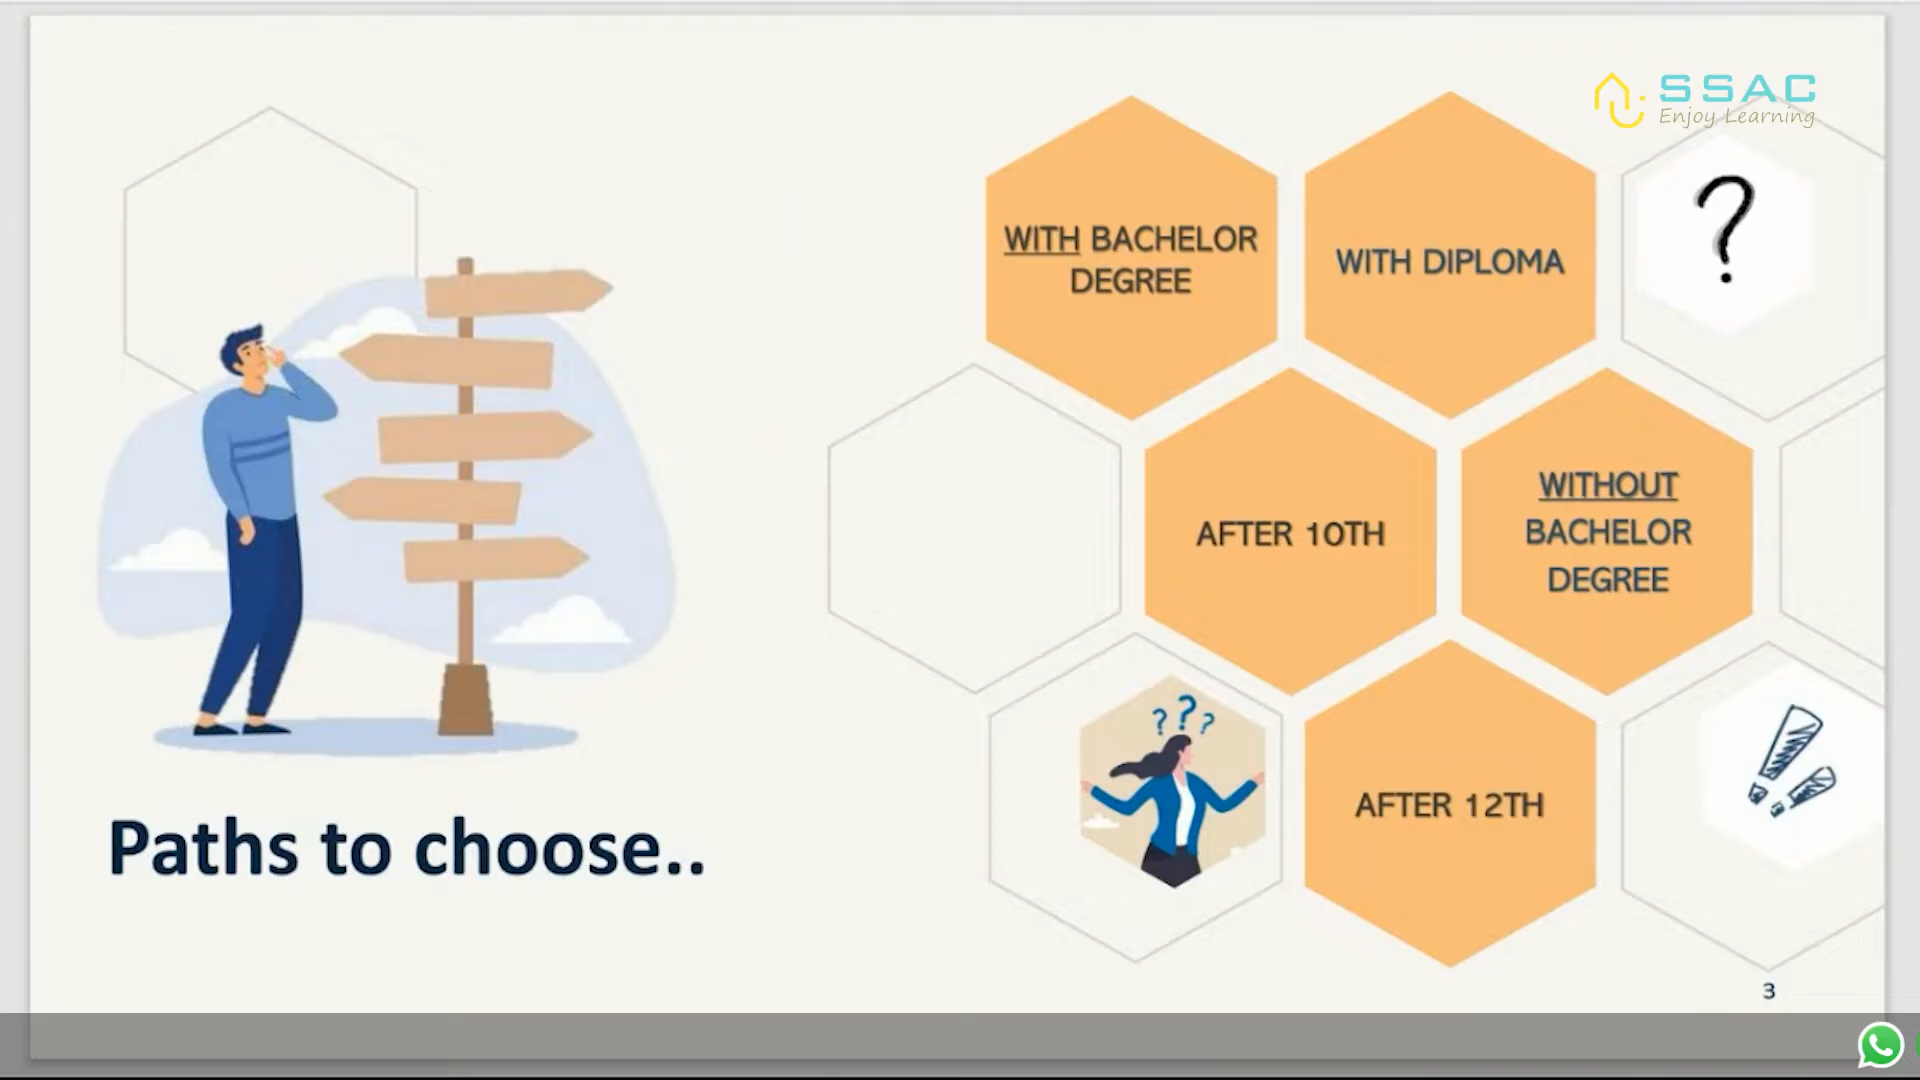 SSAC
Enjoy Learning
WITH BACHELOR
DEGREE
WITH DIPLOMA
?
AFTER 10TH
WITHOUT
BACHELOR
DEGREE
? ? ?
AFTER 12TH
!!
Paths to choose..
3